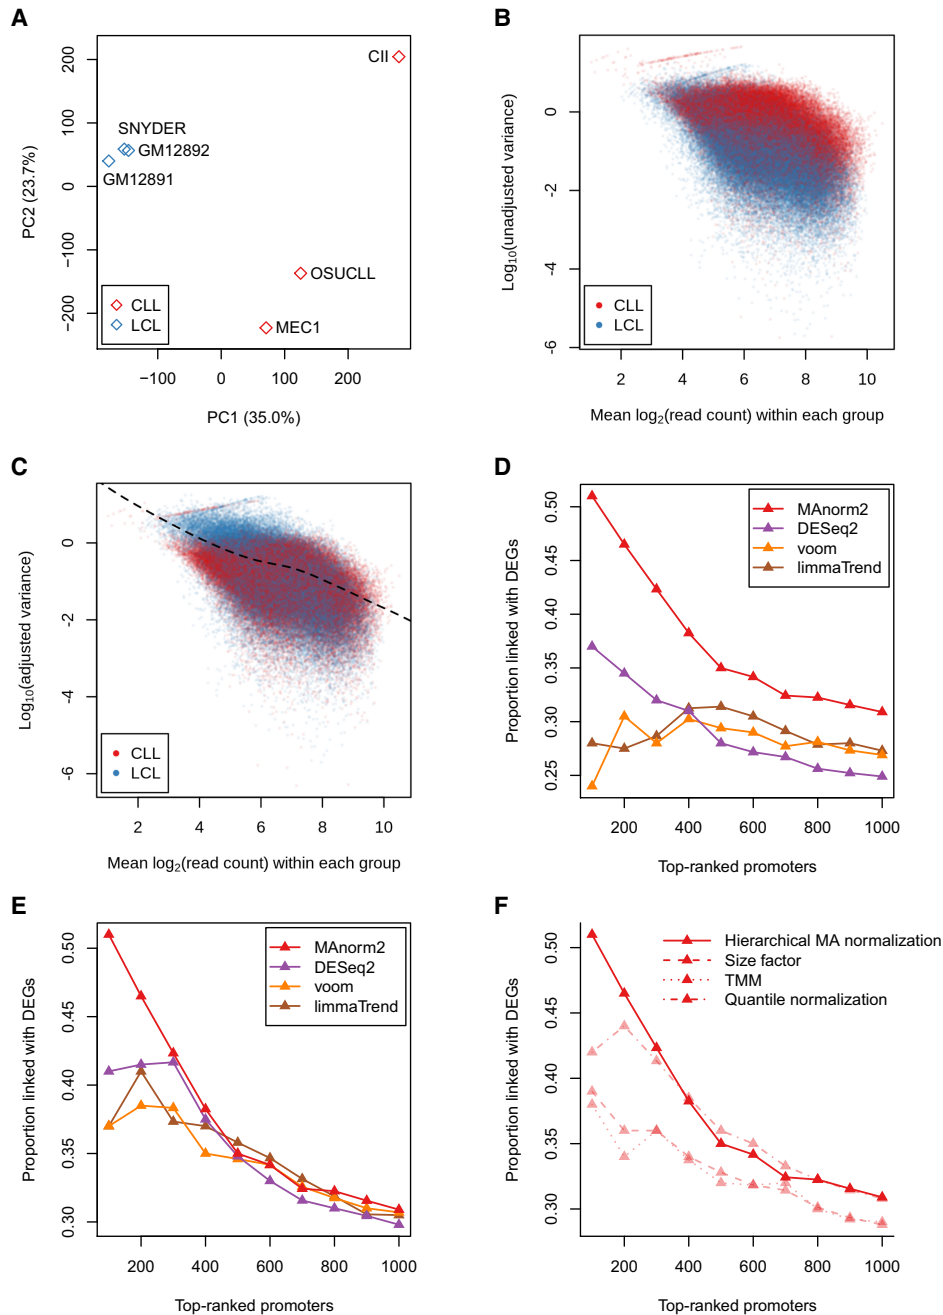 A
CII
SNYDER
GM12892
GM12891
OSUCLL
MEC1
CLL
LCL
200
100
0
−100
−200
PC2 (23.7%)
−100 0 100 200
PC1 (35.0%)
B
0
-2
-4
-6
Log10(unadjusted variance)
CLL
LCL
2 4 6 8 10
Mean log2(read count) within each group
C
0
-2
-4
-6
Log10(adjusted variance)
CLL
LCL
2 4 6 8 10
Mean log2(read count) within each group
D
MAnorm2
DESeq2
voom
limmaTrend
0.50
0.45
0.40
0.35
0.30
0.25
Proportion linked with DEGs
200 400 600 800 1000
Top-ranked promoters
E
MAnorm2
DESeq2
voom
limmaTrend
0.50
0.45
0.40
0.35
0.30
Proportion linked with DEGs
200 400 600 800 1000
Top-ranked promoters
F
Hierarchical MA normalization
Size factor
TMM
Quantile normalization
0.50
0.45
0.40
0.35
0.30
Proportion linked with DEGs
200 400 600 800 1000
Top-ranked promoters